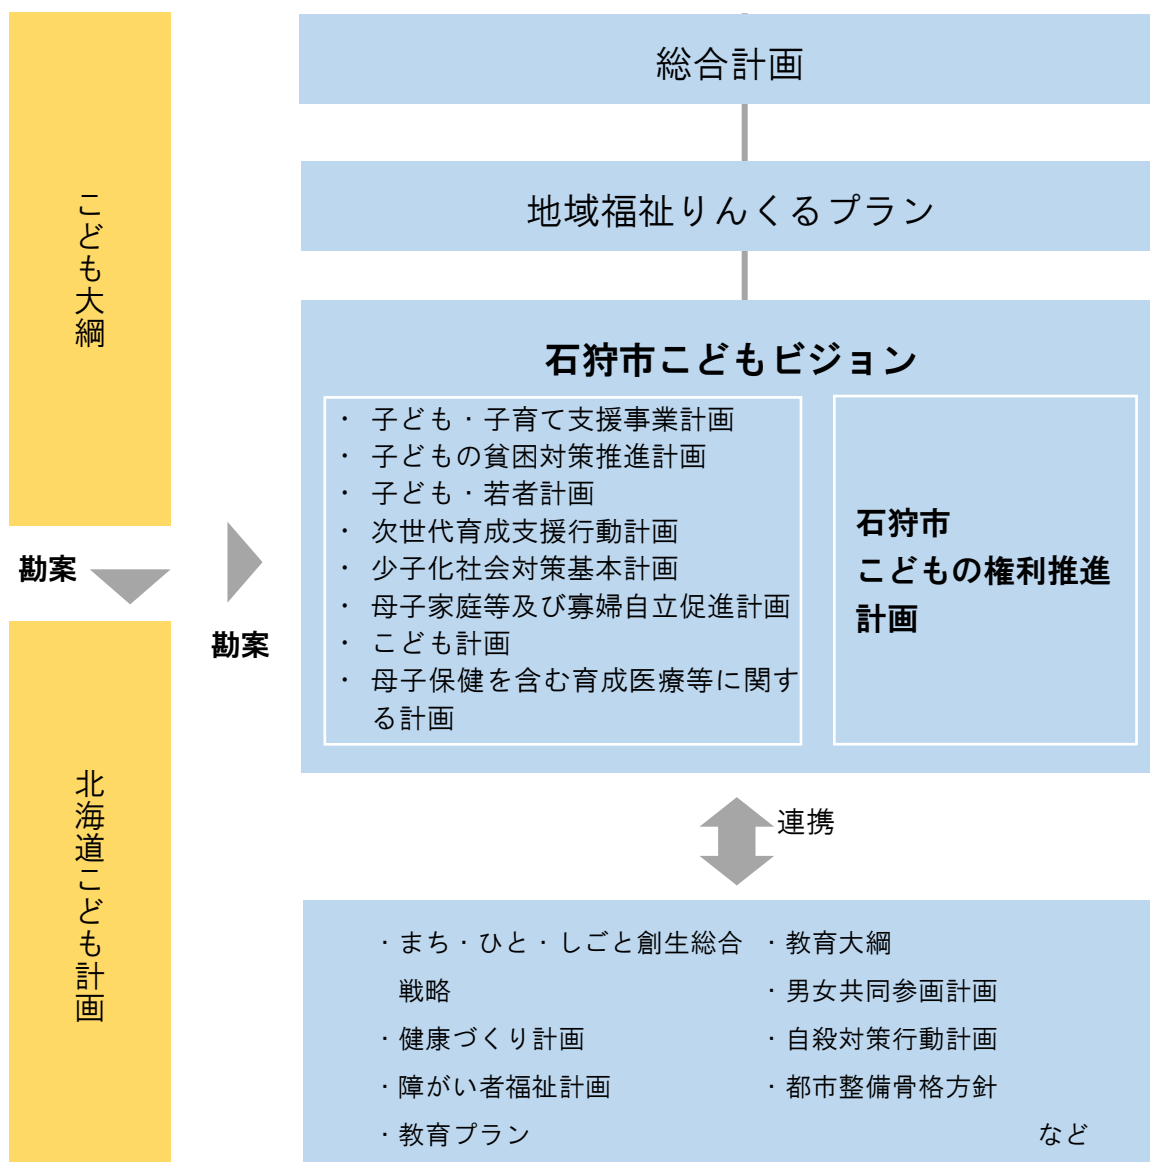 こども大綱
勘案
北海道こども計画
勘案
総合計画
地域福祉りんくるプラン
石狩市こどもビジョン
・ 子ども・子育て支援事業計画
・ 子どもの貧困対策推進計画
・ 子ども・若者計画
・ 次世代育成支援行動計画
・ 少子化社会対策基本計画
・ 母子家庭等及び寡婦自立促進計画
・ こども計画
・ 母子保健を含む育成医療等に関す
る計画
石狩市
こどもの権利推進
計画
連携
・まち・ひと・しごと創生総合
戦略
・健康づくり計画
・障がい者福祉計画
・教育プラン
・教育大綱
・男女共同参画計画
・自殺対策行動計画
・都市整備骨格方針
など